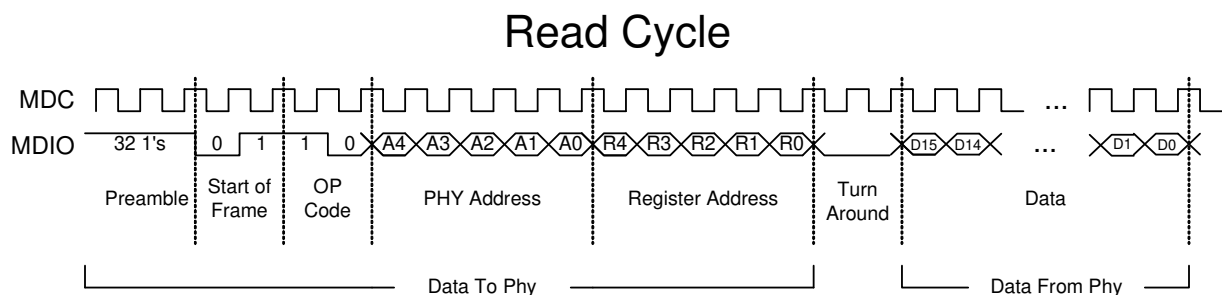 Read Cycle
MDC
...
MDIO
32 1's
0
1
1
0
A4
A3
A2
A1
A0
R4
R3
R2
R1
R0
D15
D14
...
D1
D0
Preamble
Start of
Frame
OP
Code
PHY Address
Register Address
Turn
Around
Data
Data To Phy
Data From Phy